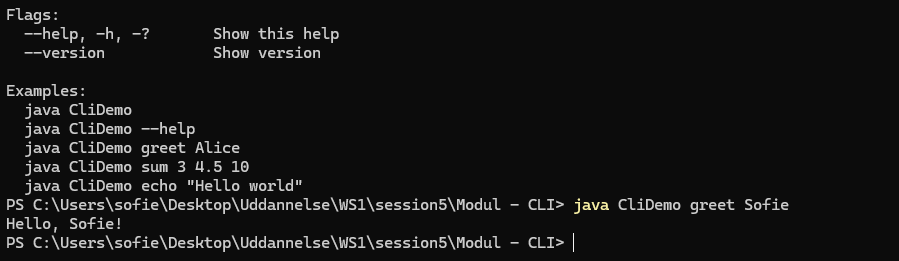 Flags:
  --help, -h, -?       Show this help
  --version            Show version

Examples:
  java CliDemo
  java CliDemo --help
  java CliDemo greet Alice
  java CliDemo sum 3 4.5 10
  java CliDemo echo "Hello world"
PS C:\Users\sofie\Desktop\Uddannelse\WS1\session5\Modul - CLI> java CliDemo greet Sofie
Hello, Sofie!
PS C:\Users\sofie\Desktop\Uddannelse\WS1\session5\Modul - CLI>